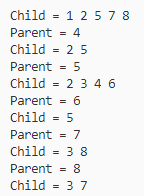 Child = 1 2 5 7 8
Parent = 4
Child = 2 5
Parent = 5
Child = 2 3 4 6
Parent = 6
Child = 5
Parent = 7
Child = 3 8
Parent = 8
Child = 3 7